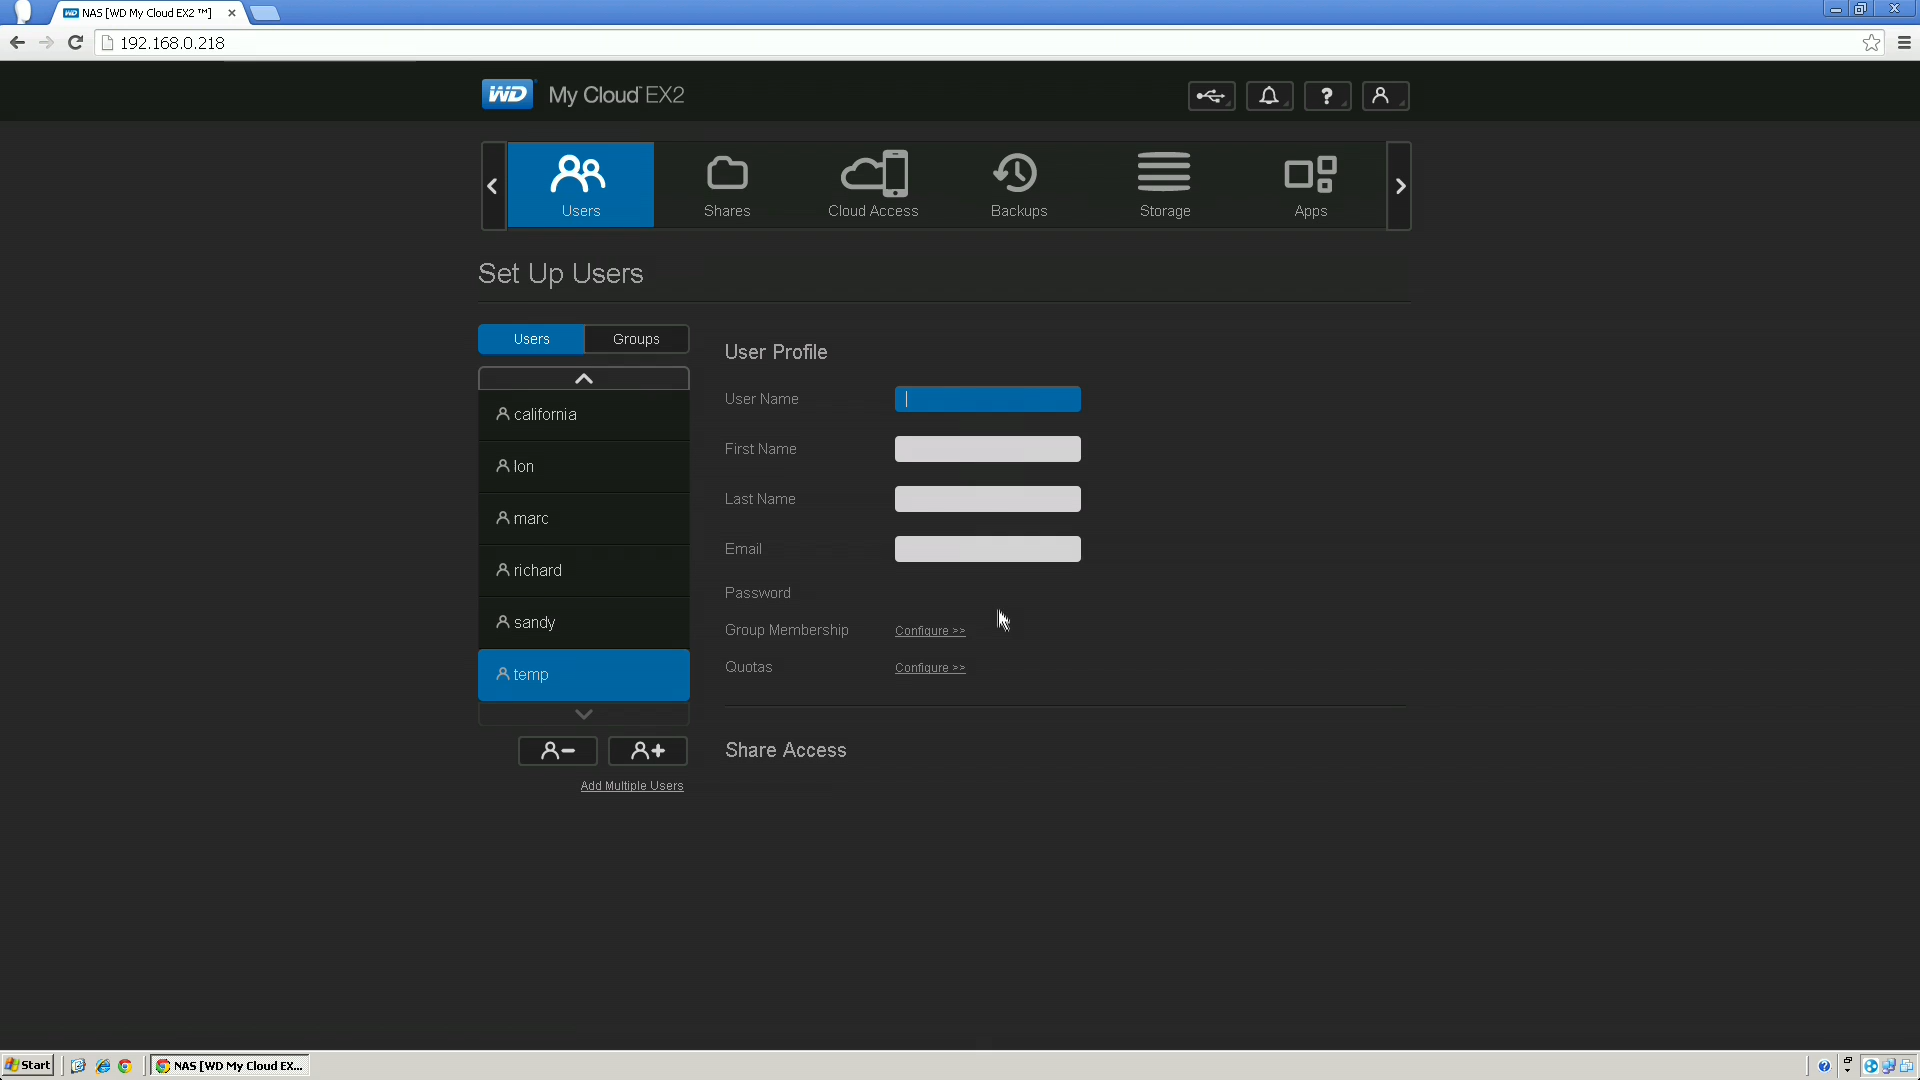 NAS [WD My Cloud EX2 ™]
192.168.0.218
WD My Cloud™ EX2
Users
Shares
Cloud Access
Backups
Storage
Apps
Set Up Users
Users
Groups
california
lon
marc
richard
sandy
temp
Add Multiple Users
User Profile
User Name
First Name
Last Name
Email
Password
Group Membership Configure >>
Quotas Configure >>
Share Access
Start
NAS [WD My Cloud EX...